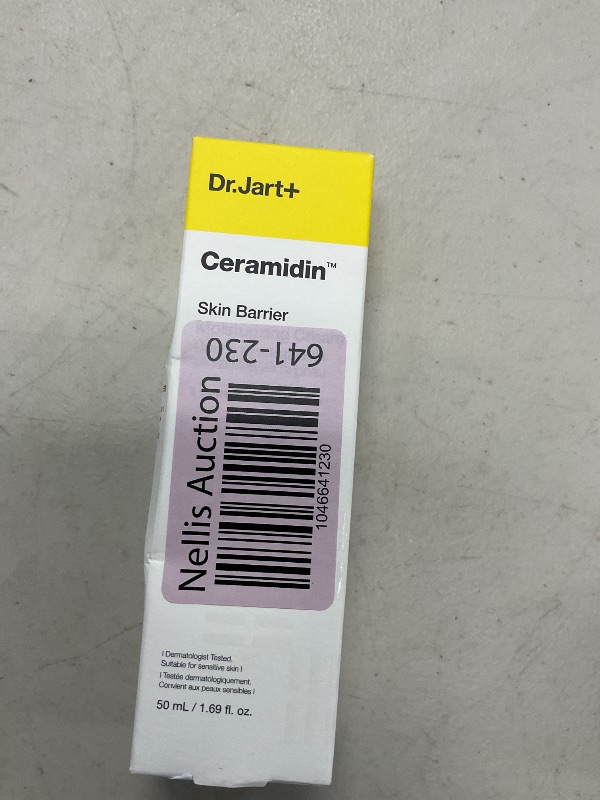 Dr.Jart+
Ceramidin™
Skin Barrier
641-230
Nellis Auction
1046641230
| Dermatologist Tested.
Suitable for sensitive skin |
| Testée dermatologiquement.
Convient aux peaux sensibles |
50 mL / 1.69 fl. oz.